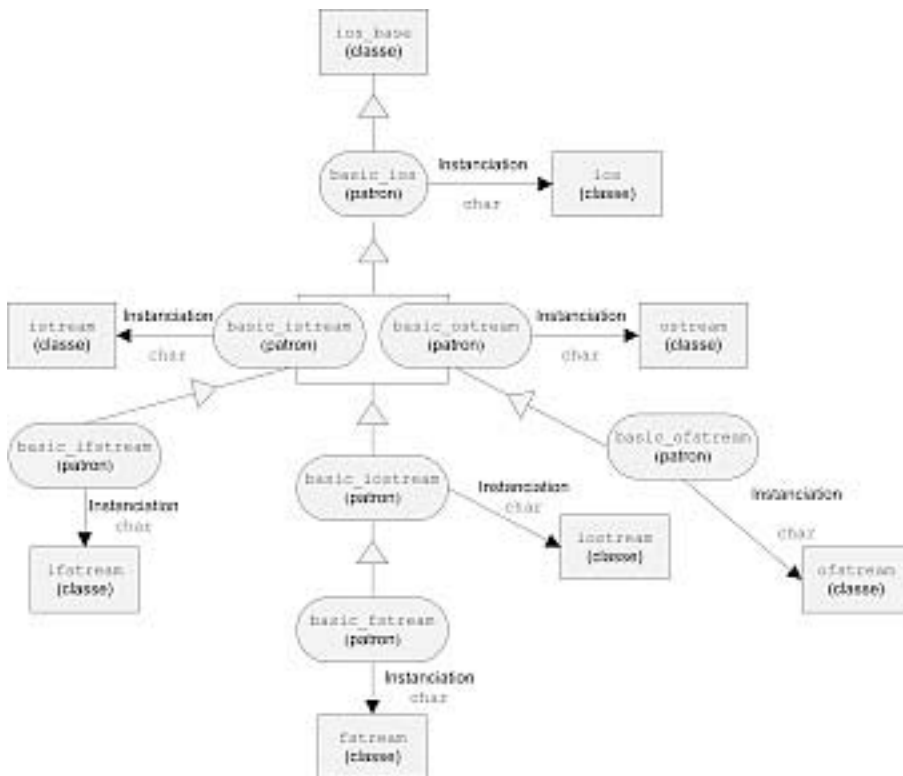 ios_base
(classe)
basic_ios
(patron)
Instanciation
char
ios
(classe)
istream
(classe)
Instanciation
char
basic_istream
(patron)
basic_ostream
(patron)
Instanciation
char
ostream
(classe)
basic_ifstream
(patron)
Instanciation
char
ifstream
(classe)
basic_iostream
(patron)
Instanciation
char
iostream
(classe)
basic_ofstream
(patron)
Instanciation
char
ofstream
(classe)
basic_fstream
(patron)
Instanciation
char
fstream
(classe)